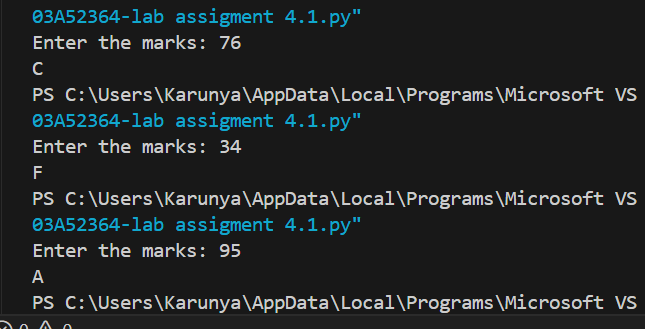 03A52364-lab assigment 4.1.py"
Enter the marks: 76
C
PS C:\Users\Karunya\AppData\Local\Programs\Microsoft VS
03A52364-lab assigment 4.1.py"
Enter the marks: 34
F
PS C:\Users\Karunya\AppData\Local\Programs\Microsoft VS
03A52364-lab assigment 4.1.py"
Enter the marks: 95
A
PS C:\Users\Karunya\AppData\Local\Programs\Microsoft VS